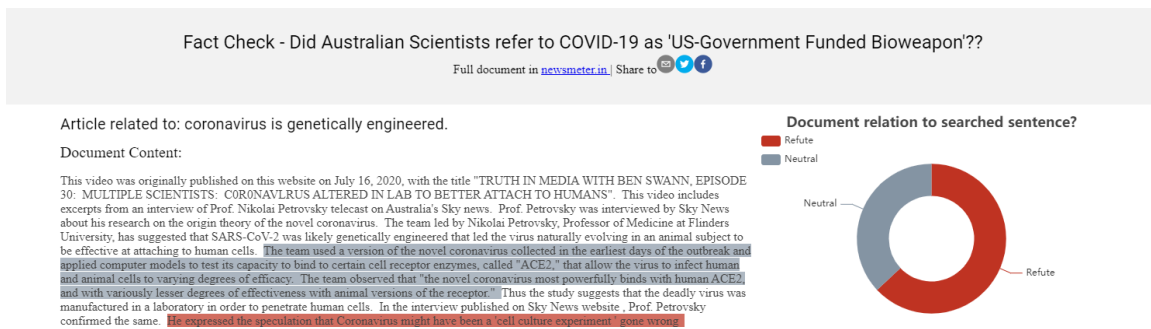 Fact Check - Did Australian Scientists refer to COVID-19 as 'US-Government Funded Bioweapon'??
Full document in newsmeter.in | Share to
Article related to: coronavirus is genetically engineered.
Document Content:
This video was originally published on this website on July 16, 2020, with the title "TRUTH IN MEDIA WITH BEN SWANN, EPISODE
30: MULTIPLE SCIENTISTS: C0R0NAVLRUS ALTERED IN LAB TO BETTER ATTACH TO HUMANS". This video includes
excerpts from an interview of Prof. Nikolai Petrovsky telecast on Australia's Sky news. Prof. Petrovsky was interviewed by Sky News
about his research on the origin theory of the novel coronavirus. The team led by Nikolai Petrovsky, Professor of Medicine at Flinders
University, has suggested that SARS-CoV-2 was likely genetically engineered that led the virus naturally evolving in an animal subject to
be effective at attaching to human cells. The team used a version of the novel coronavirus collected in the earliest days of the outbreak and
applied computer models to test its capacity to bind to certain cell receptor enzymes, called "ACE2," that allow the virus to infect human
and animal cells to varying degrees of efficacy. The team observed that "the novel coronavirus most powerfully binds with human ACE2,
and with variously lesser degrees of effectiveness with animal versions of the receptor." Thus the study suggests that the deadly virus was
manufactured in a laboratory in order to penetrate human cells. In the interview published on Sky News website , Prof. Petrovsky
confirmed the same. He expressed the speculation that Coronavirus might have been a 'cell culture experiment ' gone wrong .
Document relation to searched sentence?
Refute
Neutral
Neutral
Refute